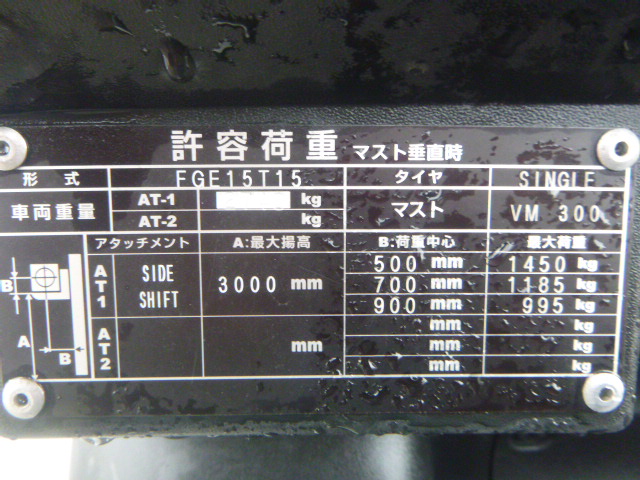 許容荷重 マスト垂直時
形式 FGE15T15 タイヤ SINGLE
車両重量 AT-1 kg マスト VM 300
AT-2 kg
アタッチメント A:最大揚高 B:荷重中心 最大荷重
AT1 SIDE SHIFT 3000 mm 500 mm 1450 kg
700 mm 1185 kg
900 mm 995 kg
AT2 mm mm kg
mm kg
mm kg
B
A
B